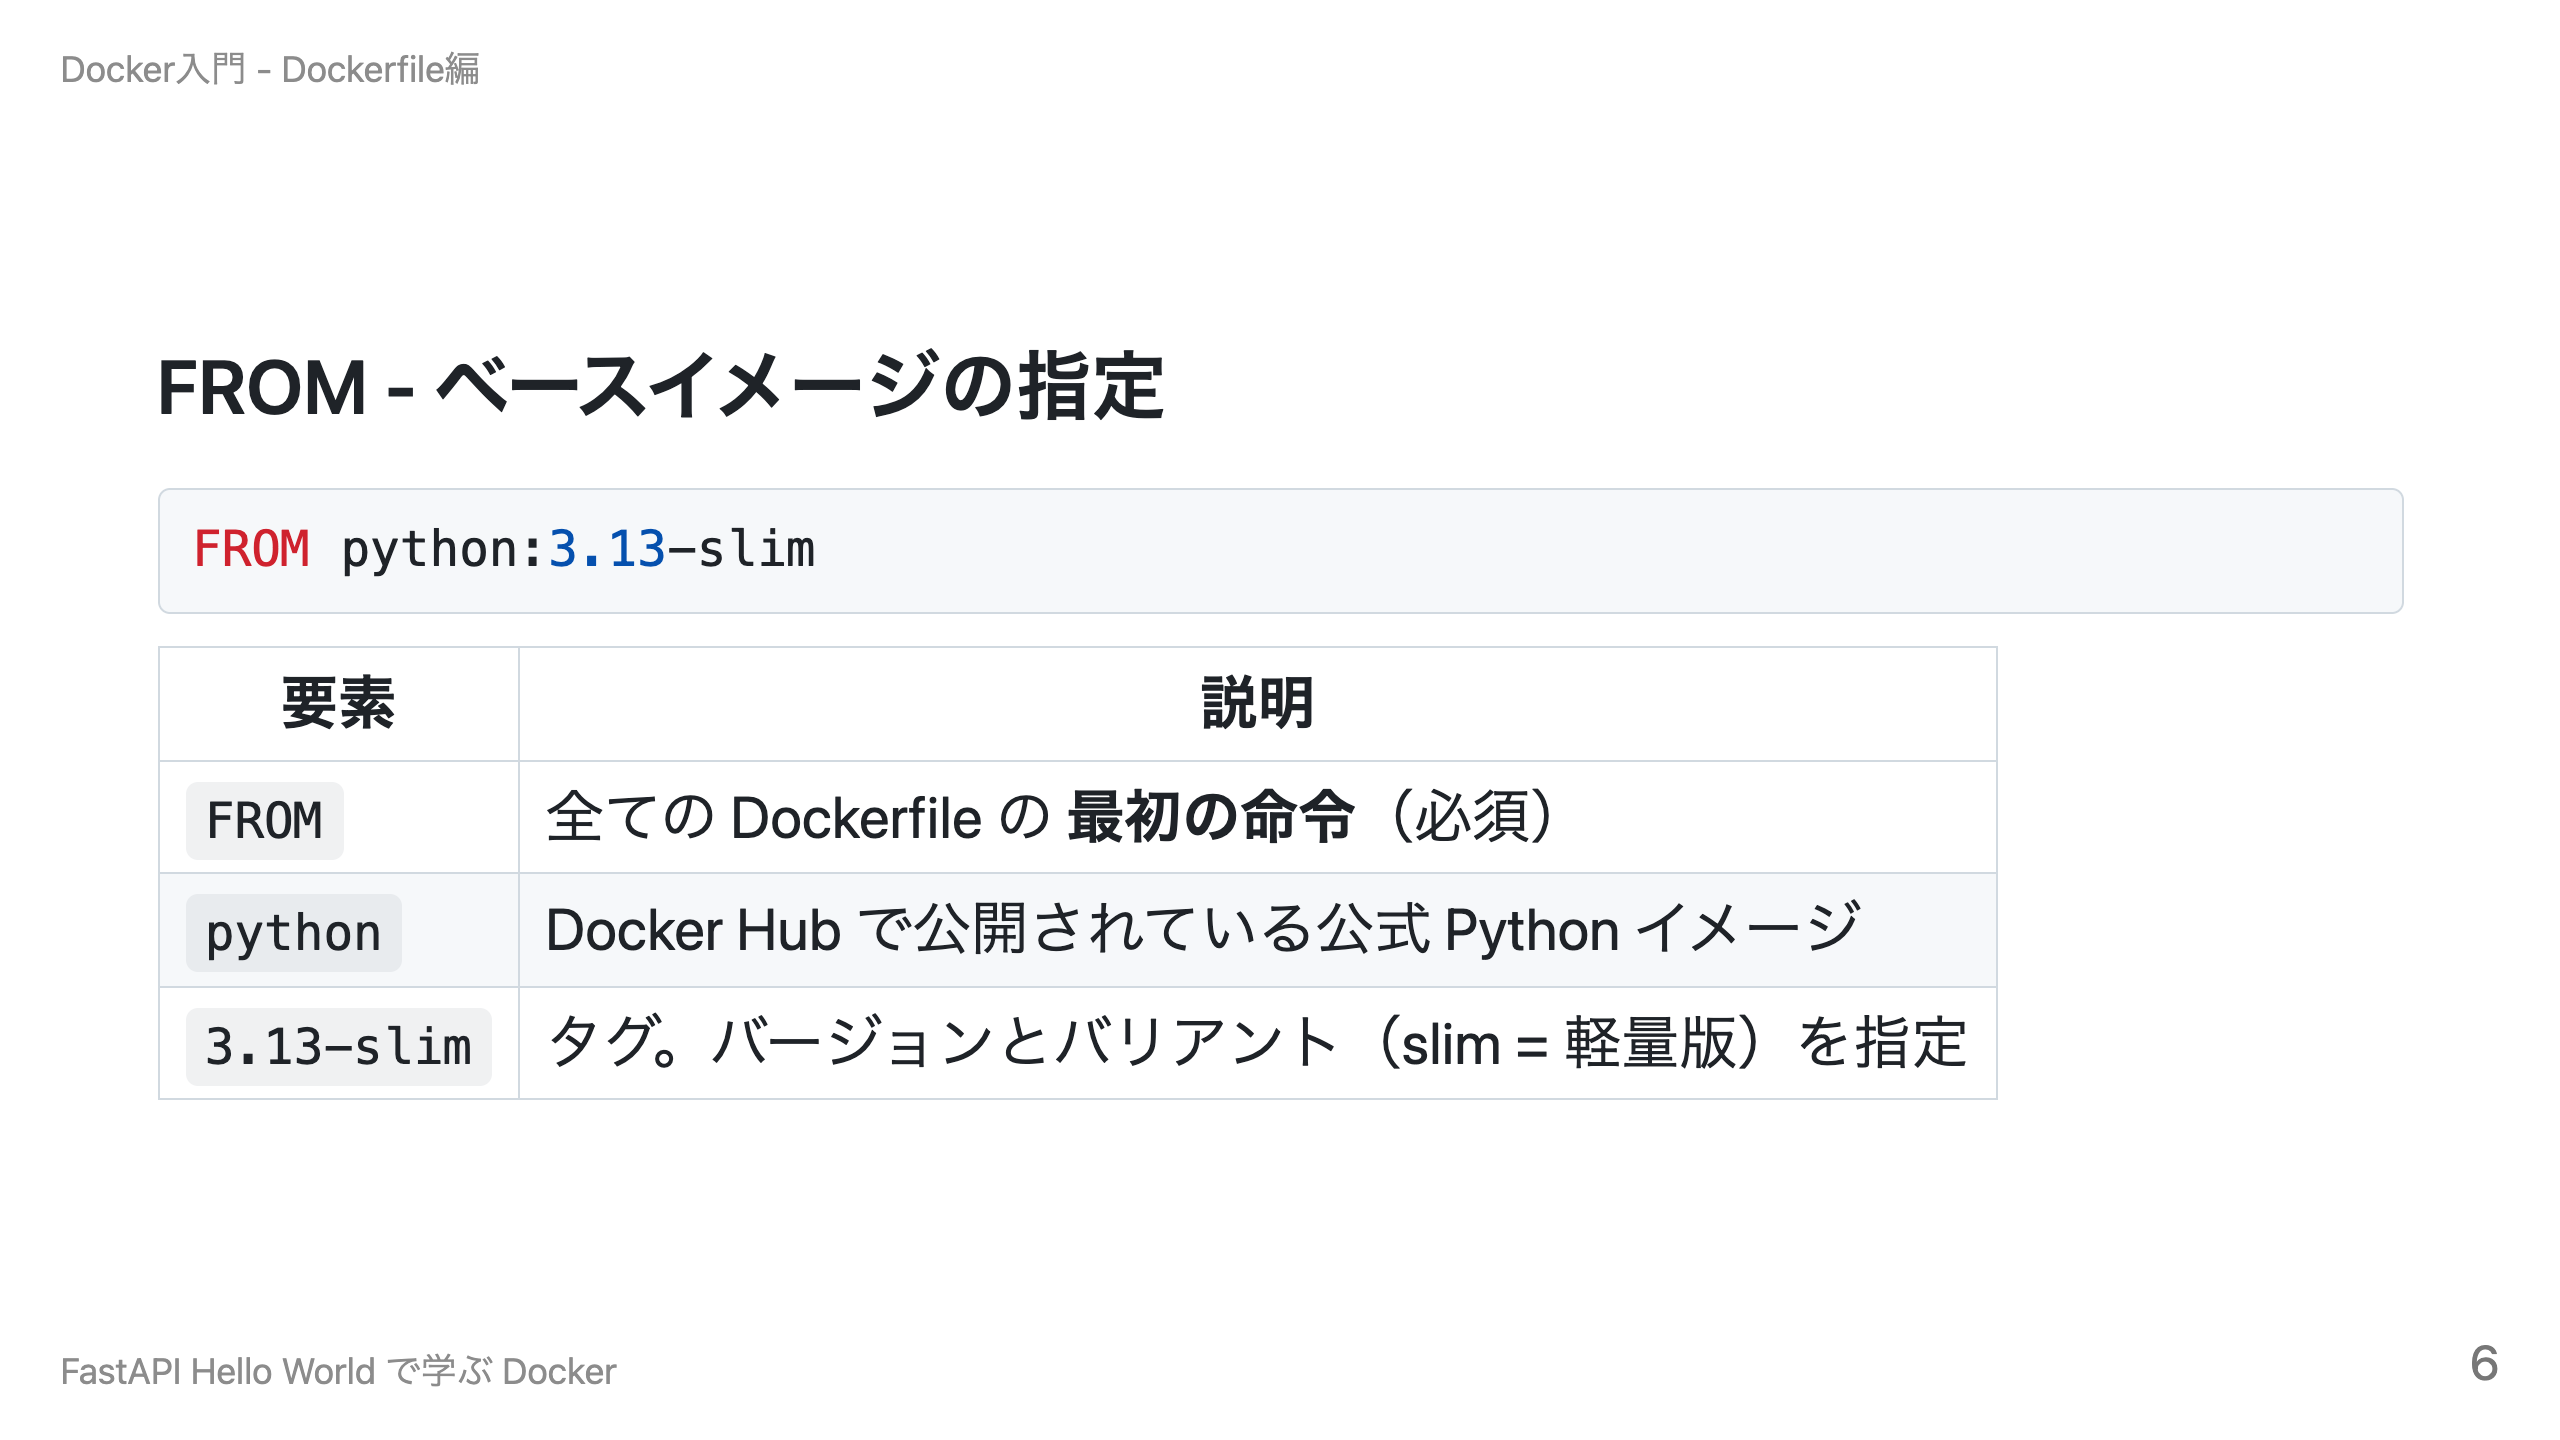 Docker入門 - Dockerfile編
FROM - ベースイメージの指定
FROM python:3.13-slim
要素 説明
FROM 全ての Dockerfile の 最初の命令（必須）
python Docker Hub で公開されている公式 Python イメージ
3.13-slim タグ。バージョンとバリアント（slim = 軽量版）を指定
FastAPI Hello World で学ぶ Docker
6